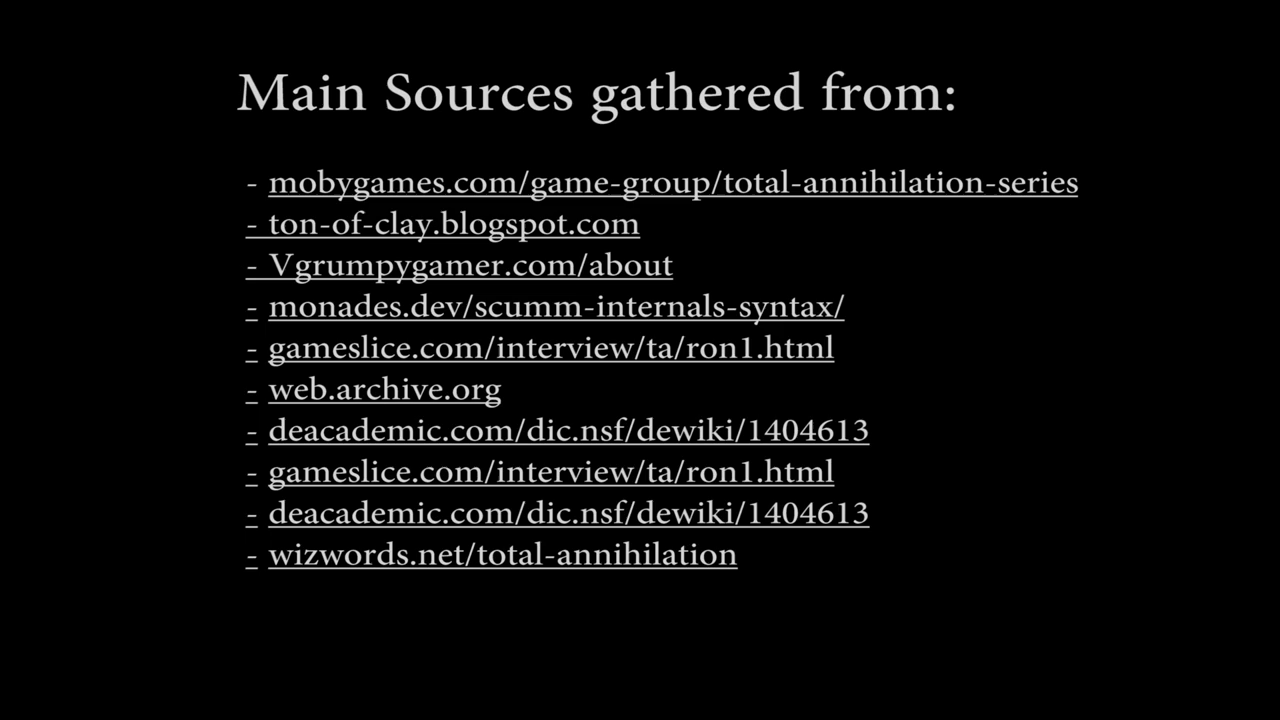 Main Sources gathered from:
- mobygames.com/game-group/total-annihilation-series
- ton-of-clay.blogspot.com
- Vgrumpygamer.com/about
- monades.dev/scumm-internals-syntax/
- gameslice.com/interview/ta/ron1.html
- web.archive.org
- deacademic.com/dic.nsf/dewiki/1404613
- gameslice.com/interview/ta/ron1.html
- deacademic.com/dic.nsf/dewiki/1404613
- wizwords.net/total-annihilation